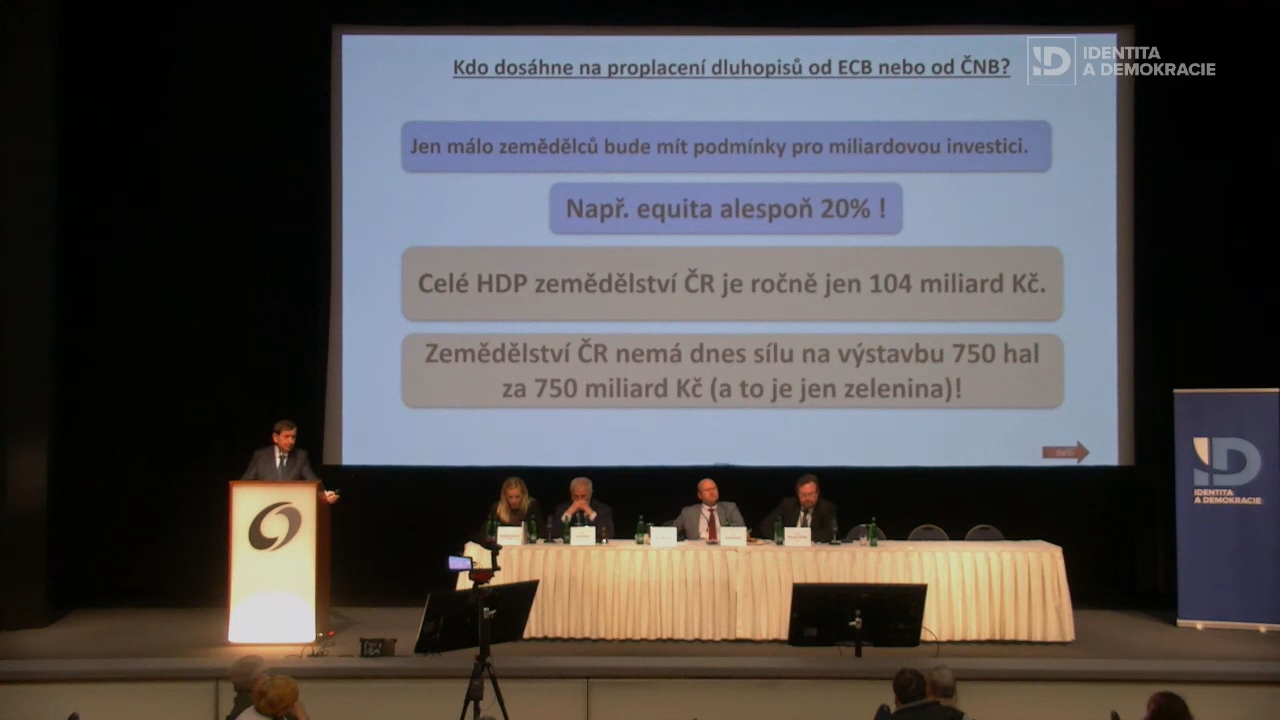 Kdo dosáhne na proplacení dluhopisů od ECB nebo od ČNB?
IDENTITA
A DEMOKRACIE
Jen málo zemědělců bude mít podmínky pro miliardovou investici.
Např. equita alespoň 20% !
Celé HDP zemědělství ČR je ročně jen 104 miliard Kč.
Zemědělství ČR nemá dnes sílu na výstavbu 750 hal
za 750 miliard Kč (a to je jen zelenina)!
další
IDENTITA
A DEMOKRACIE